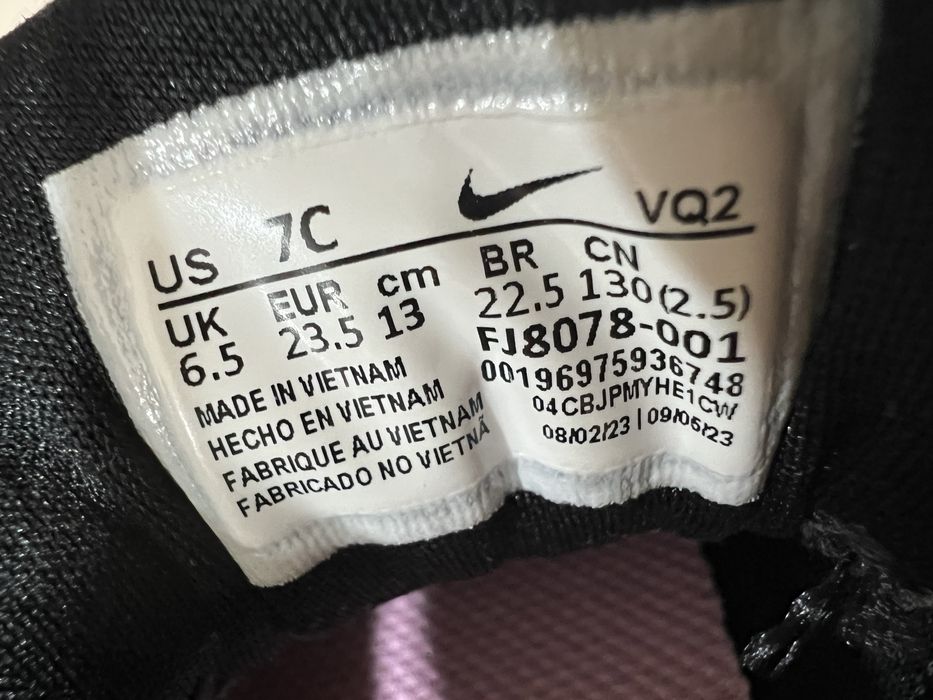 US 7C VQ2
UK EUR cm BR CN
6.5 23.5 13 22.5 130(2.5)
FJ8078-001
00196975936748
04CBJPMYHE1CW
08/02/23 | 09/06/23
MADE IN VIETNAM
HECHO EN VIETNAM
FABRIQUE AU VIETNAM
FABRICADO NO VIETNÃ